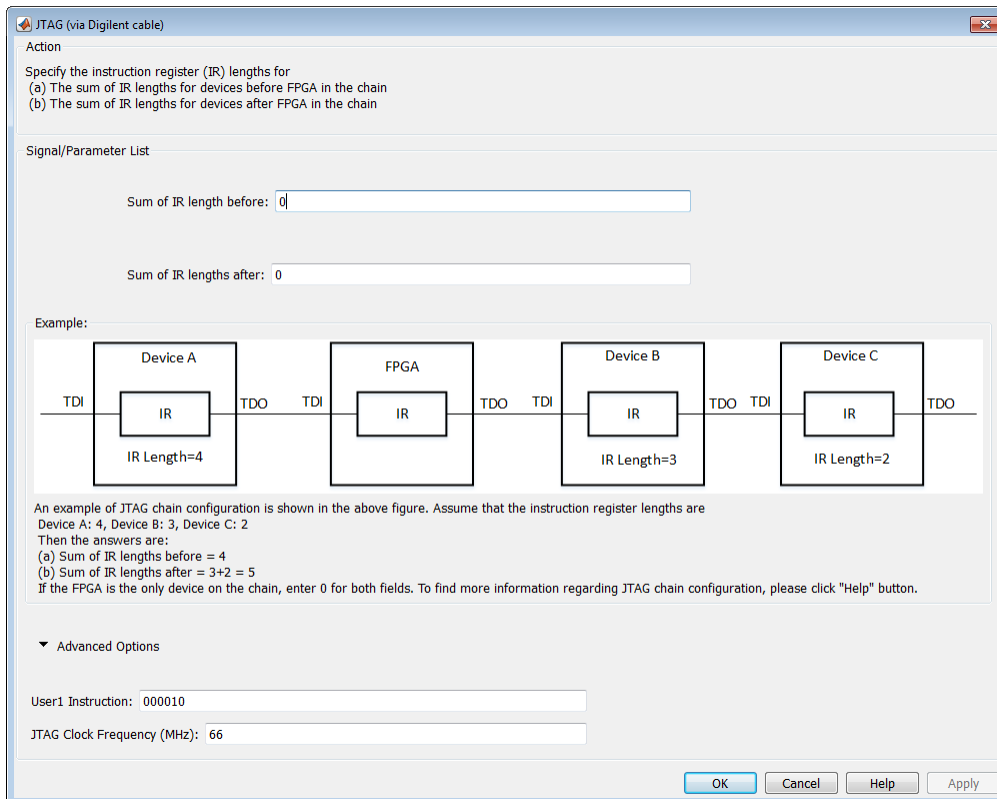 JTAG (via Digilent cable)
Action
Specify the instruction register (IR) lengths for
(a) The sum of IR lengths for devices before FPGA in the chain
(b) The sum of IR lengths for devices after FPGA in the chain
Signal/Parameter List
Sum of IR length before: 0
Sum of IR lengths after: 0
Example:
Device A FPGA Device B Device C
TDI IR TDO TDI IR TDO TDI IR TDO TDI IR TDO
IR Length=4 IR Length=3 IR Length=2
An example of JTAG chain configuration is shown in the above figure. Assume that the instruction register lengths are
Device A: 4, Device B: 3, Device C: 2
Then the answers are:
(a) Sum of IR lengths before = 4
(b) Sum of IR lengths after = 3+2 = 5
If the FPGA is the only device on the chain, enter 0 for both fields. To find more information regarding JTAG chain configuration, please click "Help" button.
Advanced Options
User1 Instruction: 000010
JTAG Clock Frequency (MHz): 66
OK Cancel Help Apply